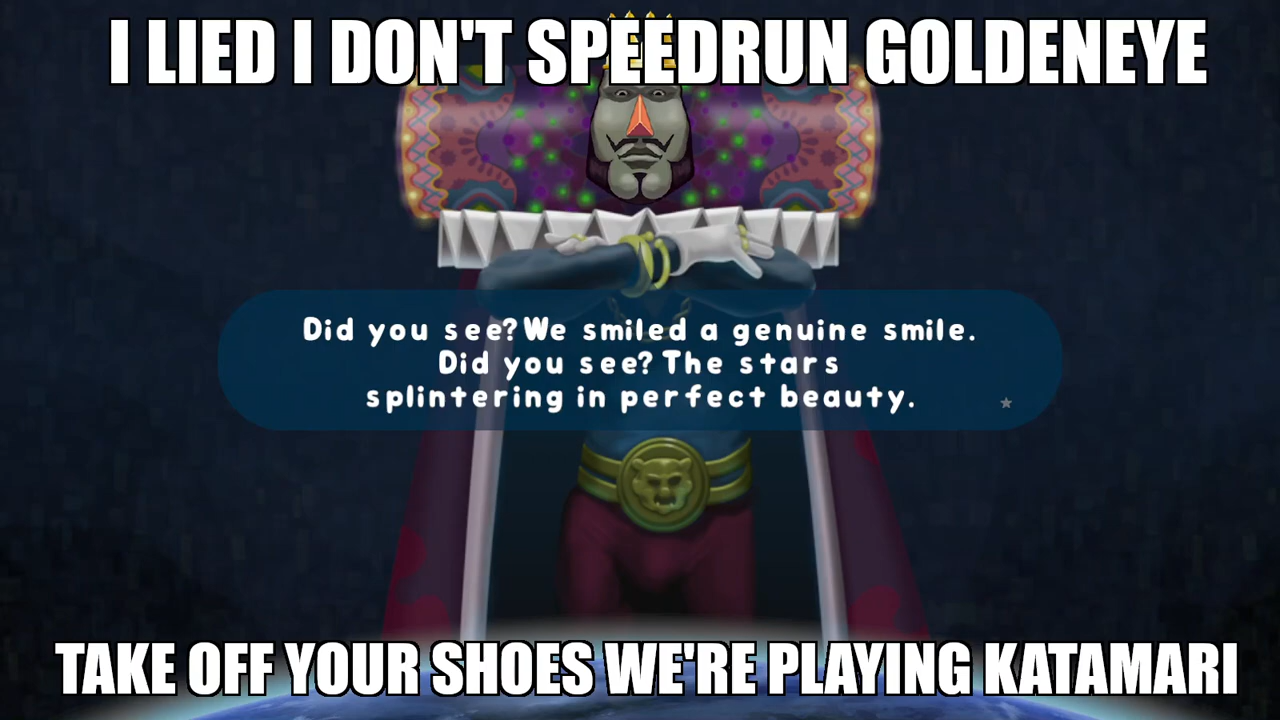 I LIED I DON'T SPEEDRUN GOLDENEYE
Did you see? We smiled a genuine smile.
Did you see? The stars
splintering in perfect beauty.
TAKE OFF YOUR SHOES WE'RE PLAYING KATAMARI